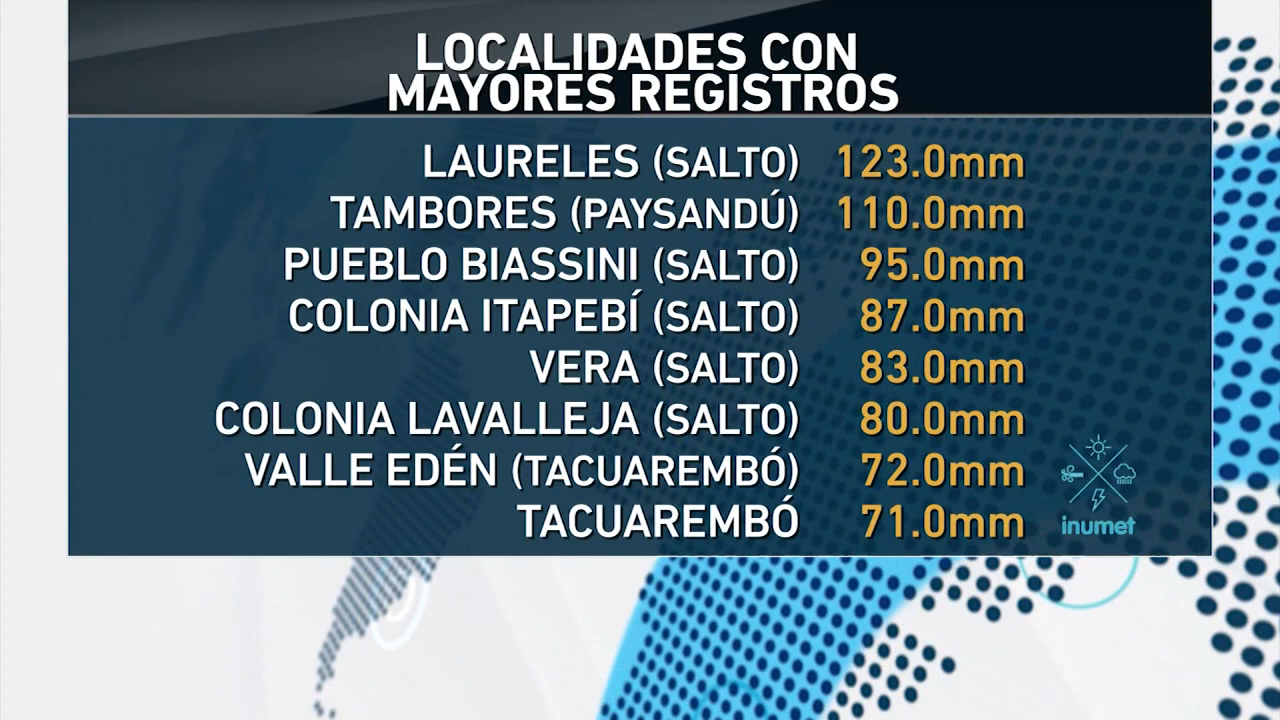 LOCALIDADES CON
MAYORES REGISTROS
LAURELES (SALTO) 123.0mm
TAMBORES (PAYSANDÚ) 110.0mm
PUEBLO BIASSINI (SALTO) 95.0mm
COLONIA ITAPEBÍ (SALTO) 87.0mm
VERA (SALTO) 83.0mm
COLONIA LAVALLEJA (SALTO) 80.0mm
VALLE EDÉN (TACUAREMBÓ) 72.0mm
TACUAREMBÓ 71.0mm
inumet